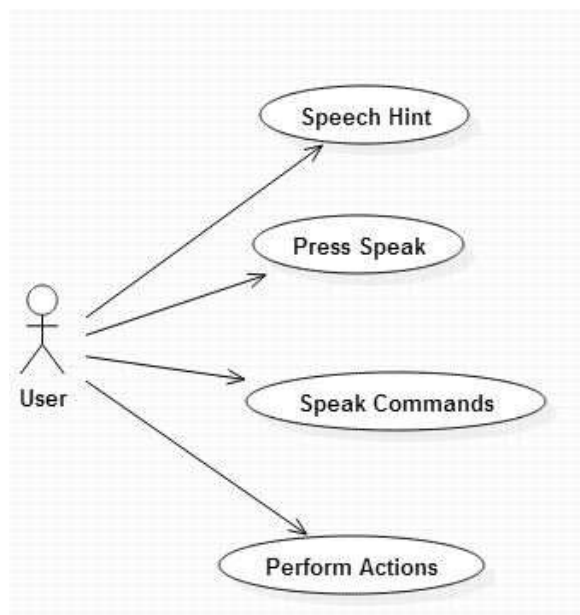 Speech Hint
Press Speak
User
Speak Commands
Perform Actions